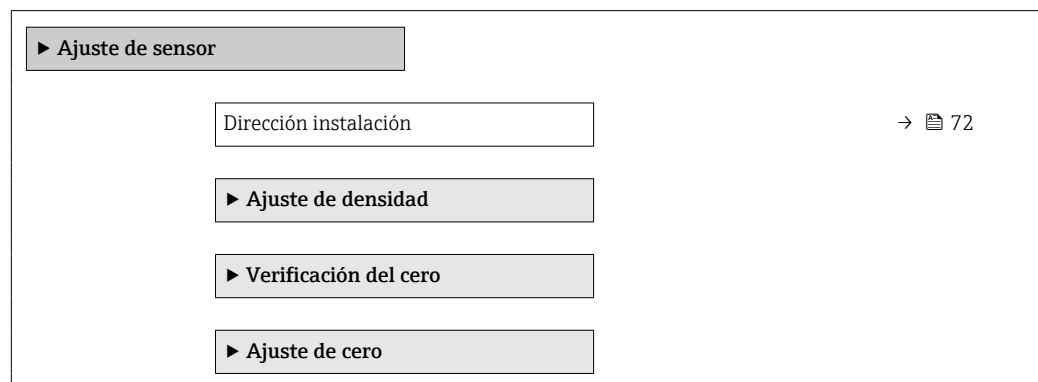 ▶ Ajuste de sensor
Dirección instalación → 72
▶ Ajuste de densidad
▶ Verificación del cero
▶ Ajuste de cero